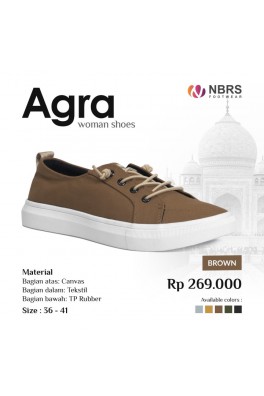 NBRS
FOOTWEAR
Agra
woman shoes
BROWN
Material
Bagian atas: Canvas
Bagian dalam: Tekstil
Bagian bawah: TP Rubber
Size : 36 - 41
Rp 269.000
Available colors :